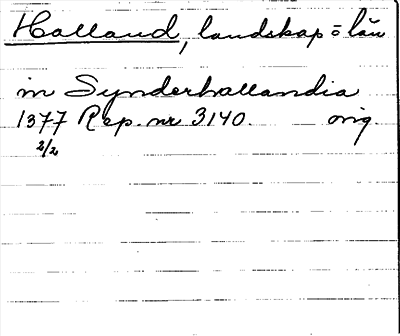 Halland, landskap = län
in Synderhallandia
1377 Rep. nr 3140. orig.
2/2